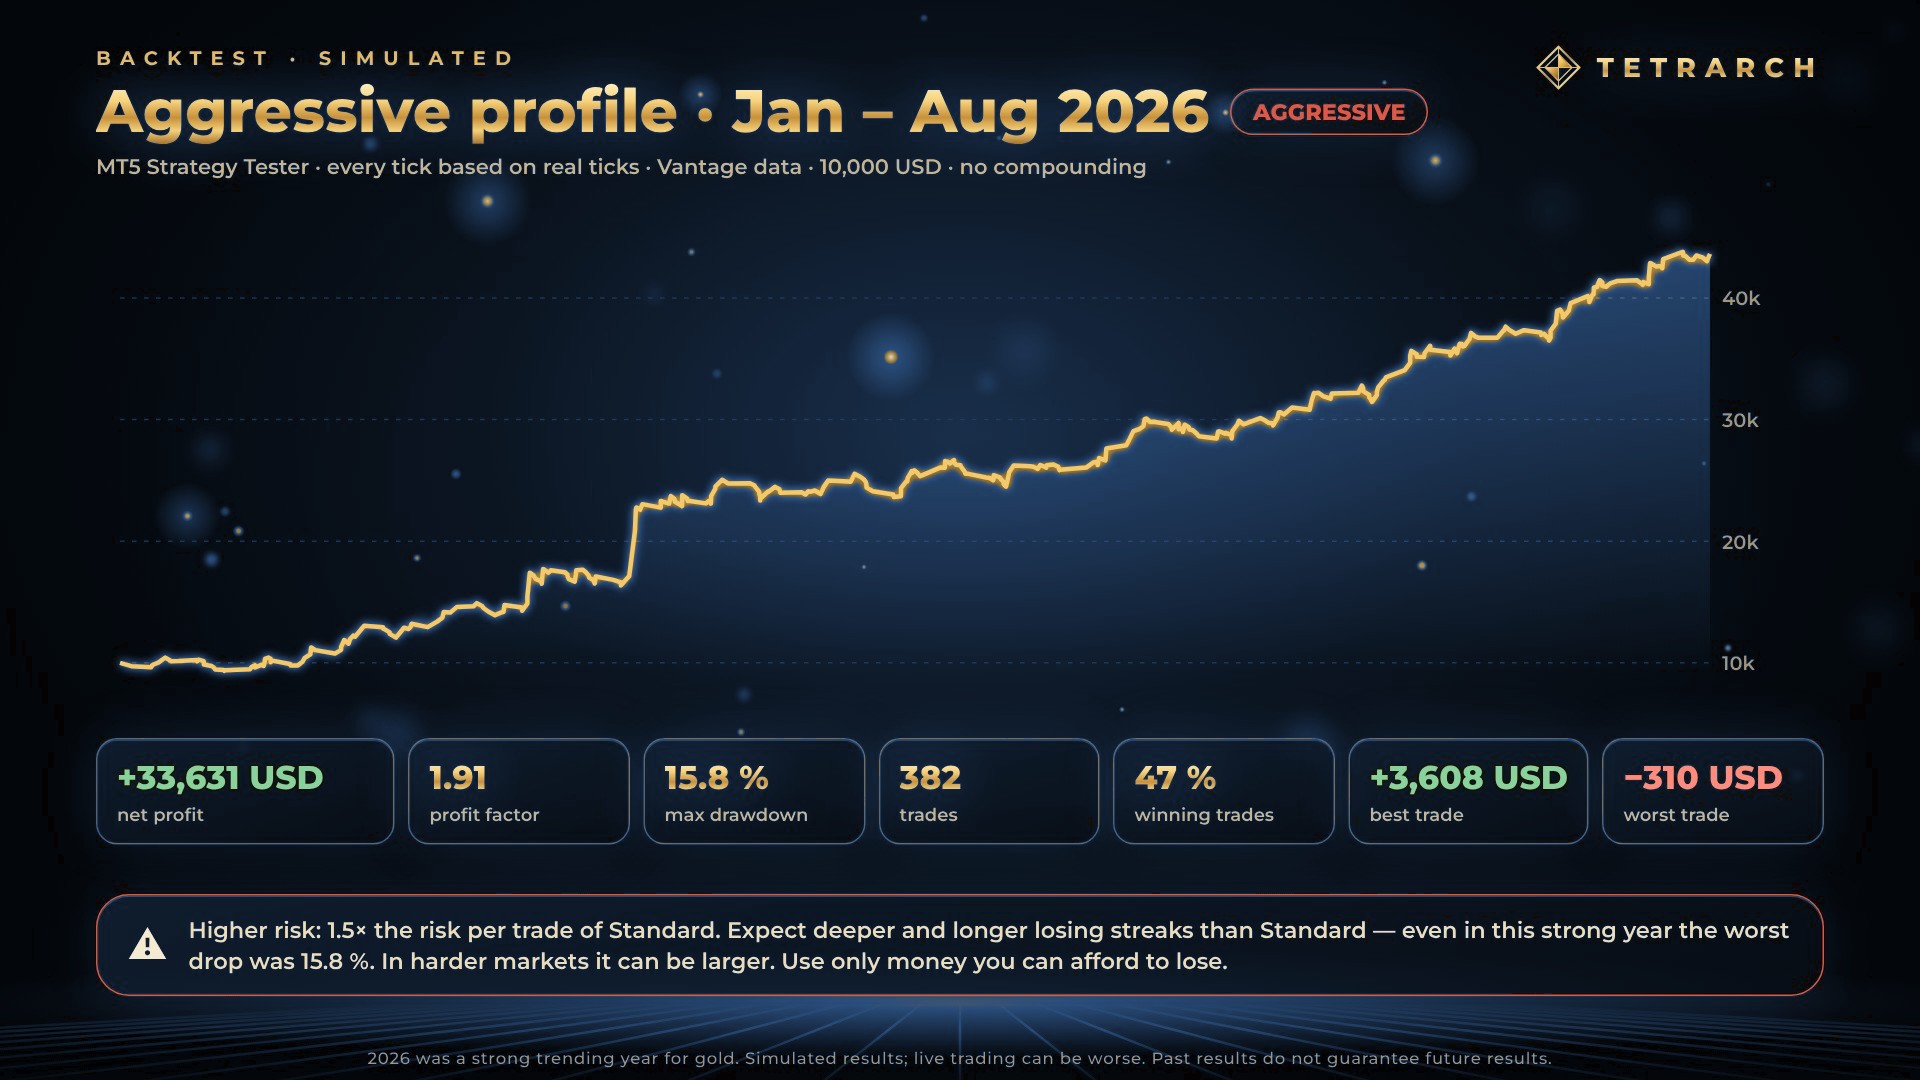 BACKTEST · SIMULATED
TETRARCH
Aggressive profile · Jan – Aug 2026
AGGRESSIVE
MT5 Strategy Tester · every tick based on real ticks · Vantage data · 10,000 USD · no compounding
40k
30k
20k
10k
+33,631 USD
net profit
1.91
profit factor
15.8 %
max drawdown
382
trades
47 %
winning trades
+3,608 USD
best trade
−310 USD
worst trade
Higher risk: 1.5× the risk per trade of Standard. Expect deeper and longer losing streaks than Standard — even in this strong year the worst
drop was 15.8 %. In harder markets it can be larger. Use only money you can afford to lose.
2026 was a strong trending year for gold. Simulated results; live trading can be worse. Past results do not guarantee future results.